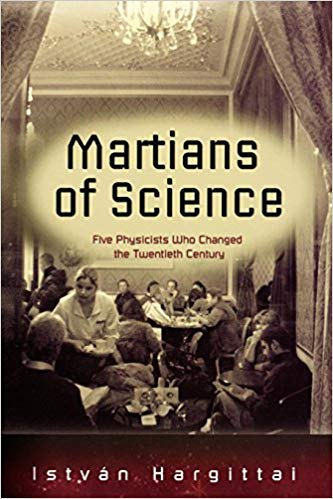 Martians
of Science
Five Physicists Who Changed
the Twentieth Century
István Hargittai